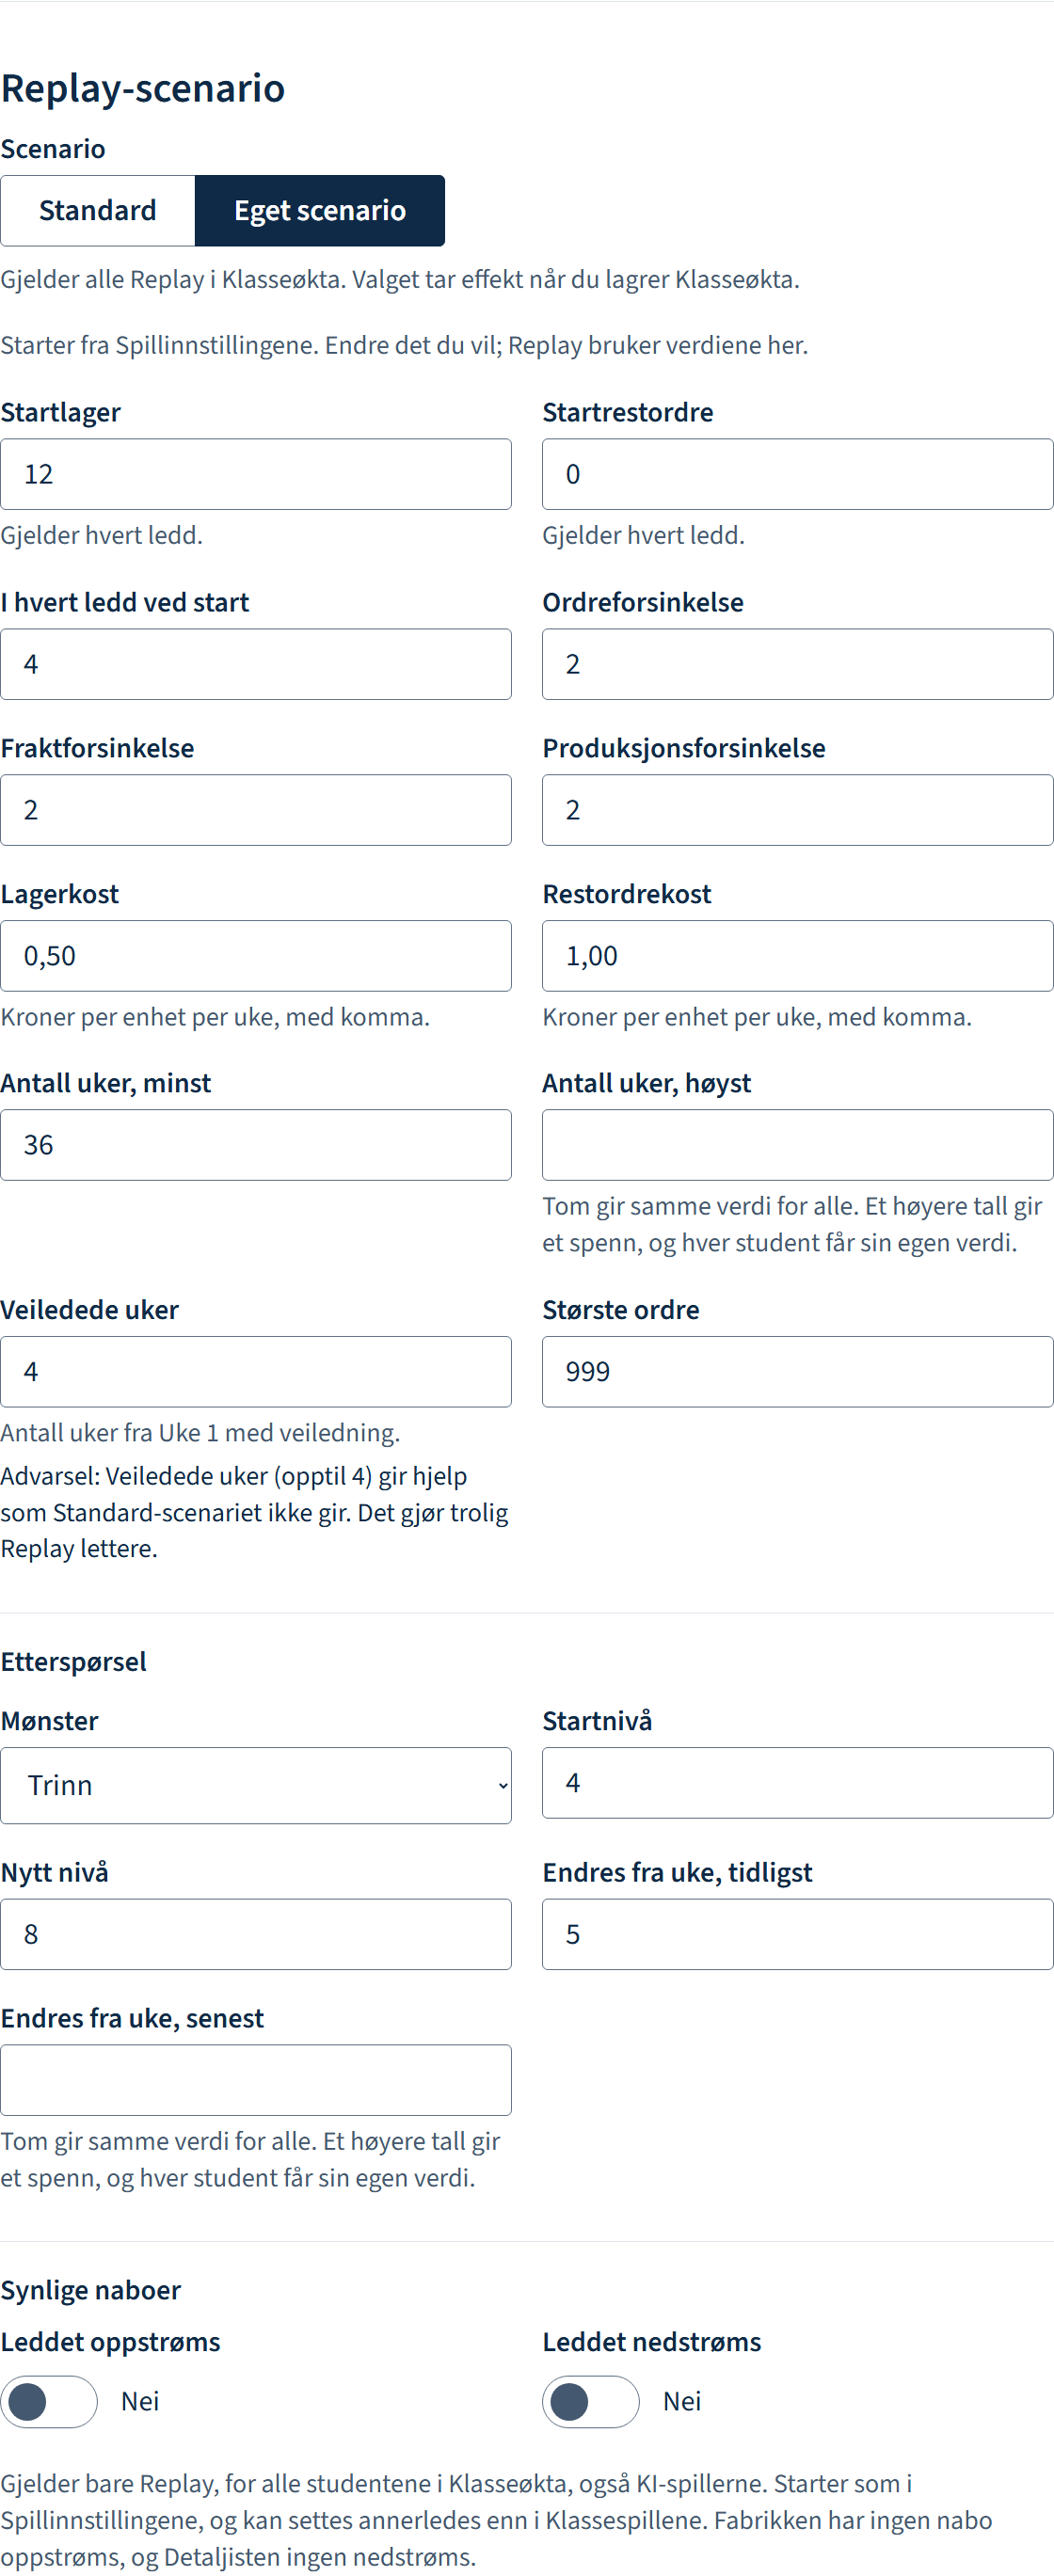 Replay-scenario
Scenario
Standard
Eget scenario
Gjelder alle Replay i Klasseøkta. Valget tar effekt når du lagrer Klasseøkta.
Starter fra Spillinnstillingene. Endre det du vil; Replay bruker verdiene her.
Startlager
Startrestordre
12
0
Gjelder hvert ledd.
Gjelder hvert ledd.
I hvert ledd ved start
Ordreforsinkelse
4
2
Fraktforsinkelse
Produksjonsforsinkelse
2
2
Lagerkost
Restordrekost
0,50
1,00
Kroner per enhet per uke, med komma.
Kroner per enhet per uke, med komma.
Antall uker, minst
Antall uker, høyst
36
Tom gir samme verdi for alle. Et høyere tall gir
et spenn, og hver student får sin egen verdi.
Veiledede uker
Største ordre
4
999
Antall uker fra Uke 1 med veiledning.
Advarsel: Veiledede uker (opptil 4) gir hjelp
som Standard-scenariet ikke gir. Det gjør trolig
Replay lettere.
Etterspørsel
Mønster
Startnivå
Trinn
4
Nytt nivå
Endres fra uke, tidligst
8
5
Endres fra uke, senest
Tom gir samme verdi for alle. Et høyere tall gir
et spenn, og hver student får sin egen verdi.
Synlige naboer
Leddet oppstrøms
Leddet nedstrøms
Nei
Nei
Gjelder bare Replay, for alle studentene i Klasseøkta, også KI-spillerne. Starter som i
Spillinnstillingene, og kan settes annerledes enn i Klassespillene. Fabrikken har ingen nabo
oppstrøms, og Detaljisten ingen nedstrøms.